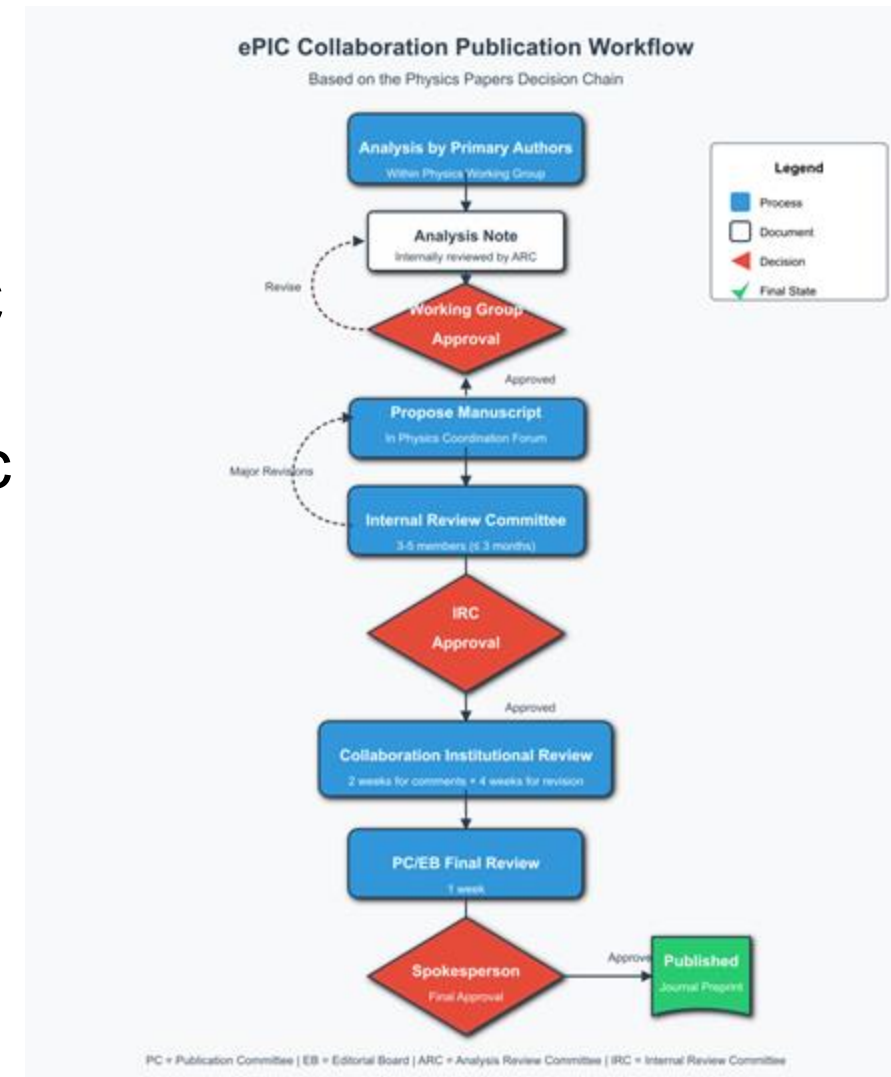 ePIC Collaboration Publication Workflow
Based on the Physics Papers Decision Chain
Analysis by Primary Authors
Within Physics Working Group
Legend
Process
Document
Decision
Final State
Analysis Note
Internally reviewed by ARC
Revise
Working Group
Approval
Approved
Propose Manuscript
In Physics Coordination Forum
Major Revisions
Internal Review Committee
3-5 members (≤ 3 months)
IRC
Approval
Approved
Collaboration Institutional Review
2 weeks for comments + 4 weeks for revision
PC/EB Final Review
1 week
Spokesperson
Final Approval
Approve
Published
Journal Preprint
PC = Publication Committee | EB = Editorial Board | ARC = Analysis Review Committee | IRC = Internal Review Committee